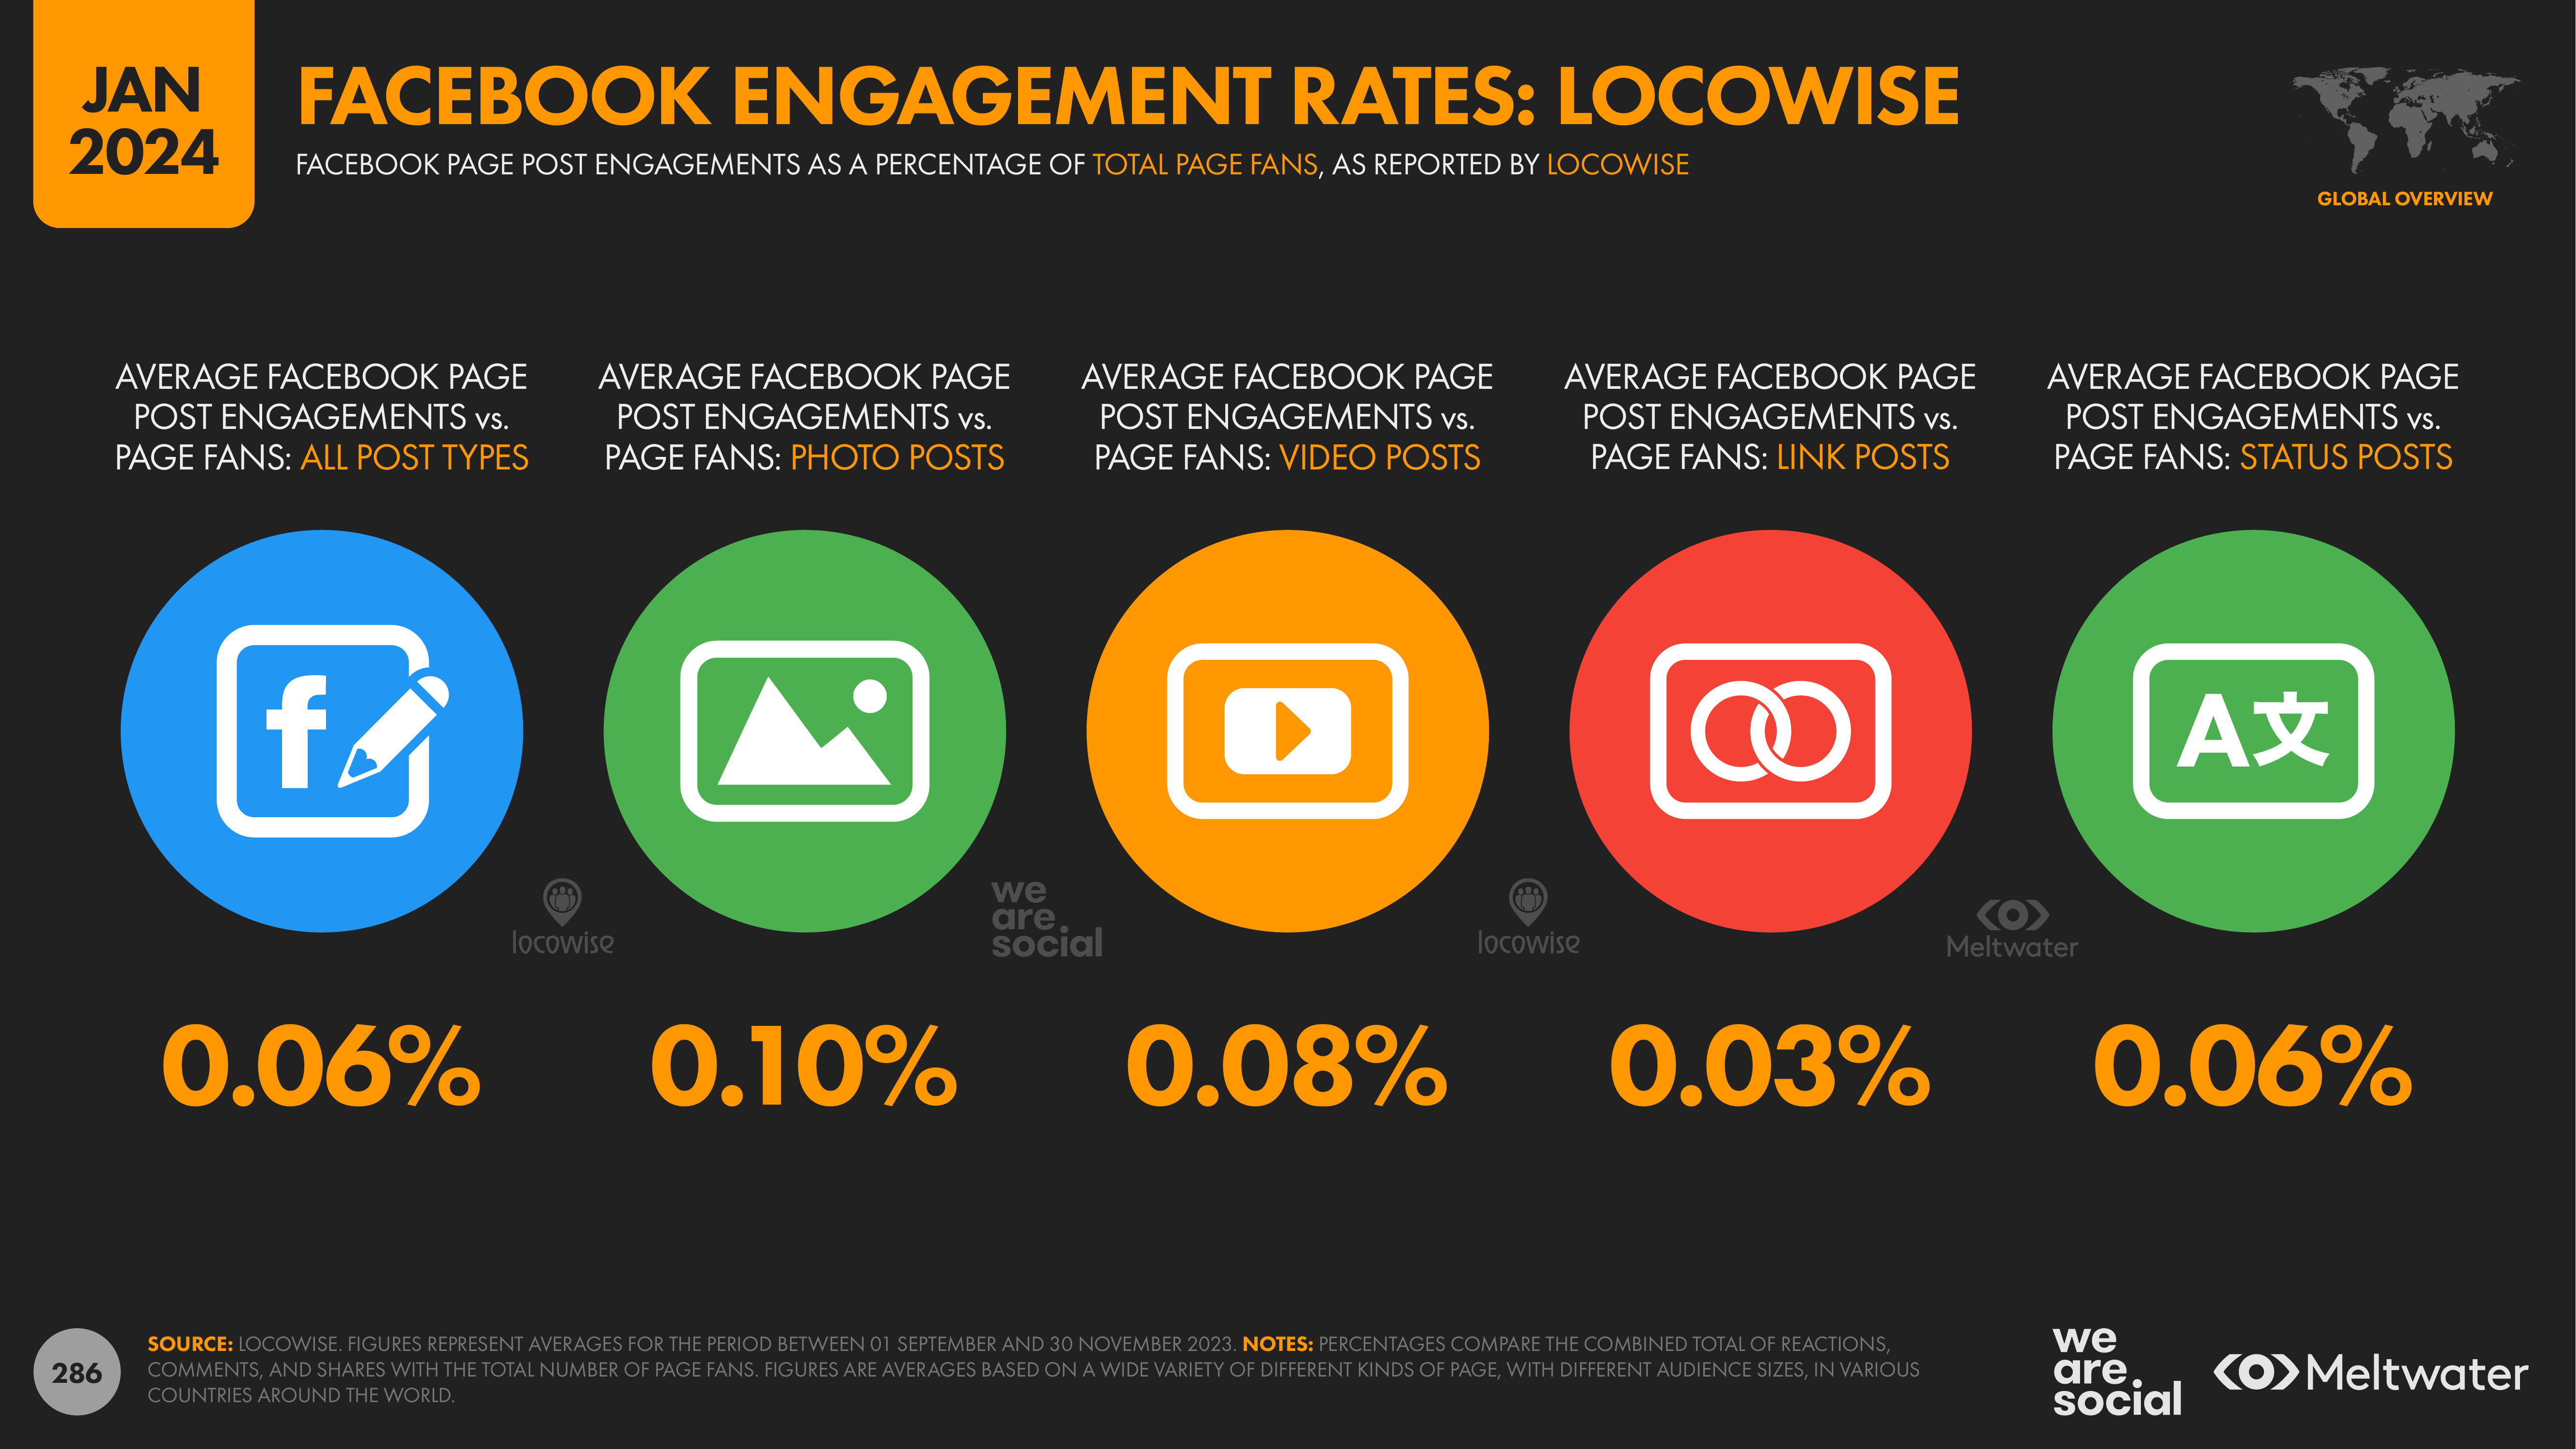 JAN
2024
FACEBOOK ENGAGEMENT RATES: LOCOWISE
FACEBOOK PAGE POST ENGAGEMENTS AS A PERCENTAGE OF TOTAL PAGE FANS, AS REPORTED BY LOCOWISE
GLOBAL OVERVIEW
AVERAGE FACEBOOK PAGE
POST ENGAGEMENTS vs.
PAGE FANS: ALL POST TYPES
AVERAGE FACEBOOK PAGE
POST ENGAGEMENTS vs.
PAGE FANS: PHOTO POSTS
AVERAGE FACEBOOK PAGE
POST ENGAGEMENTS vs.
PAGE FANS: VIDEO POSTS
AVERAGE FACEBOOK PAGE
POST ENGAGEMENTS vs.
PAGE FANS: LINK POSTS
AVERAGE FACEBOOK PAGE
POST ENGAGEMENTS vs.
PAGE FANS: STATUS POSTS
f
A文
locowise
we
are
social
locowise
Meltwater
0.06%
0.10%
0.08%
0.03%
0.06%
286
SOURCE: LOCOWISE. FIGURES REPRESENT AVERAGES FOR THE PERIOD BETWEEN 01 SEPTEMBER AND 30 NOVEMBER 2023. NOTES: PERCENTAGES COMPARE THE COMBINED TOTAL OF REACTIONS,
COMMENTS, AND SHARES WITH THE TOTAL NUMBER OF PAGE FANS. FIGURES ARE AVERAGES BASED ON A WIDE VARIETY OF DIFFERENT KINDS OF PAGE, WITH DIFFERENT AUDIENCE SIZES, IN VARIOUS
COUNTRIES AROUND THE WORLD.
we
are
social
Meltwater